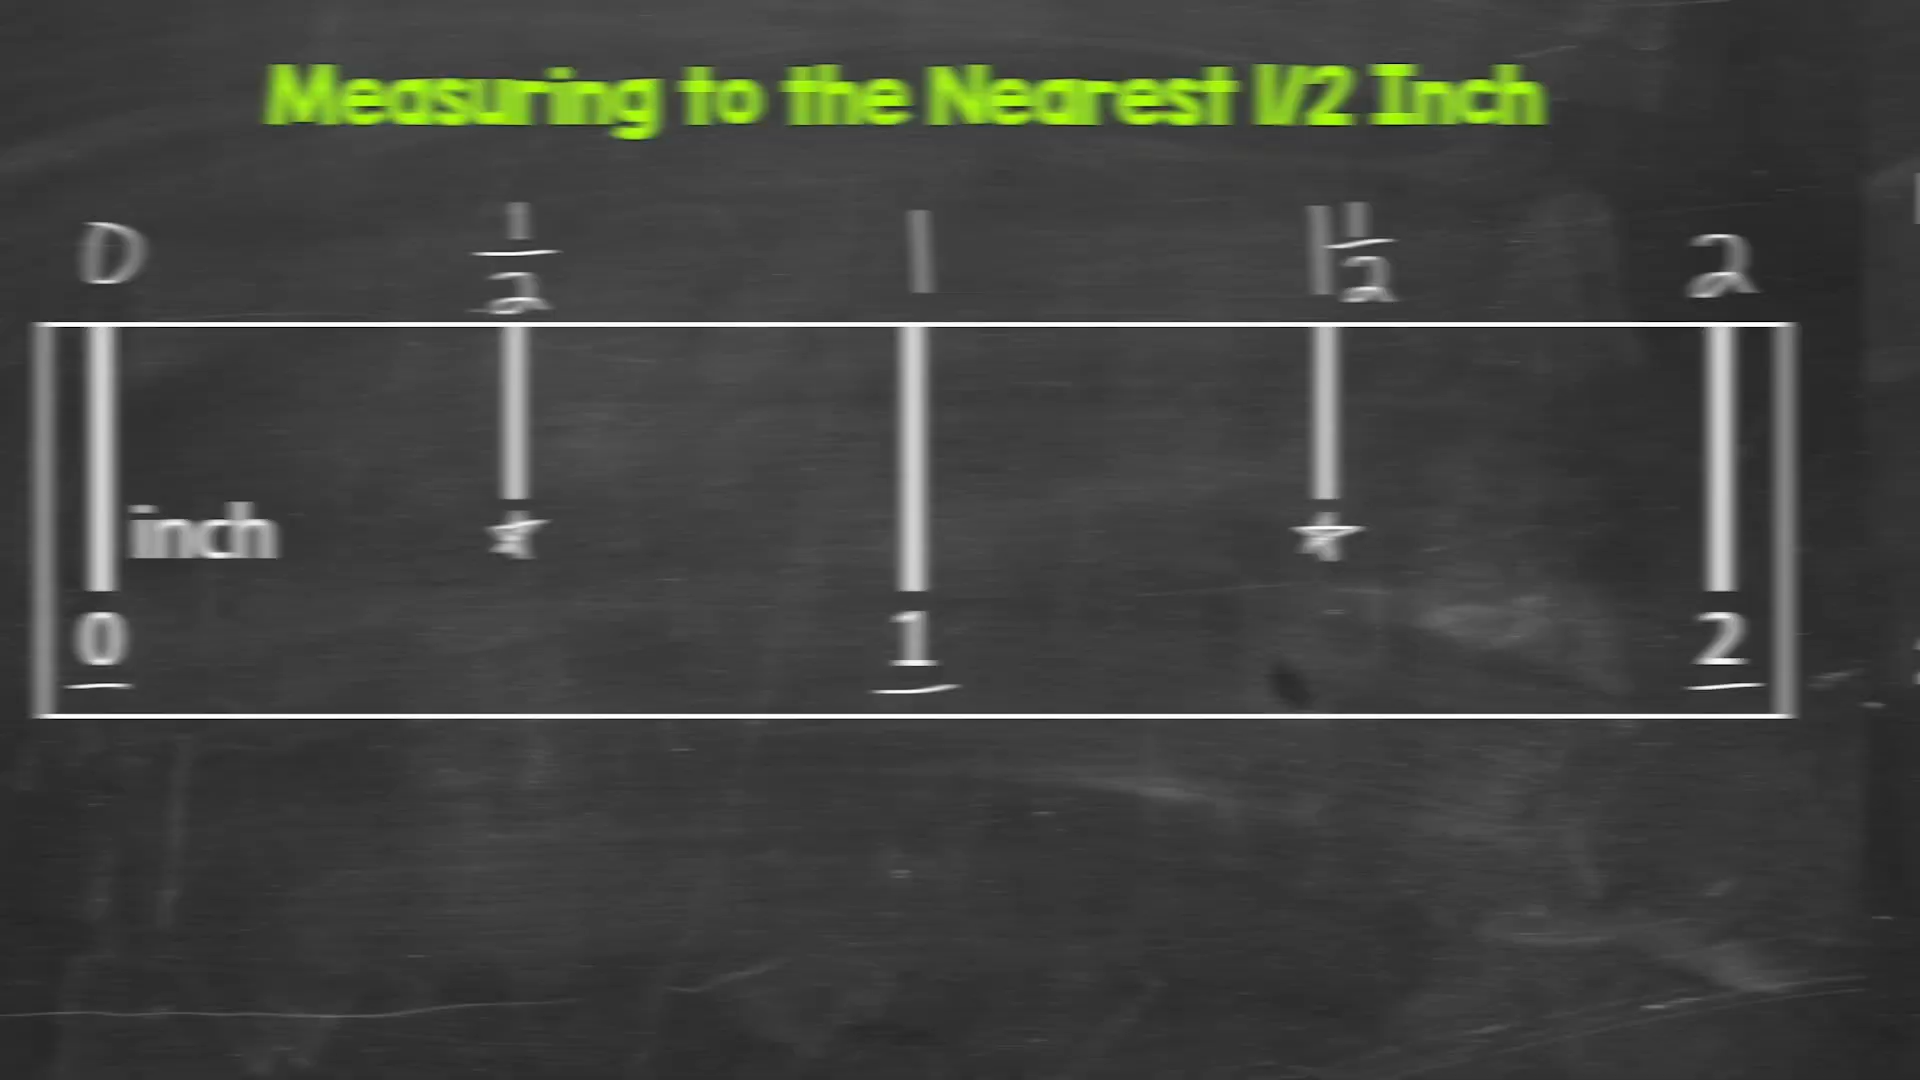 Measuring to the Nearest 1/2 Inch
0 1/2 1 1 1/2 2
inch
0 1 2